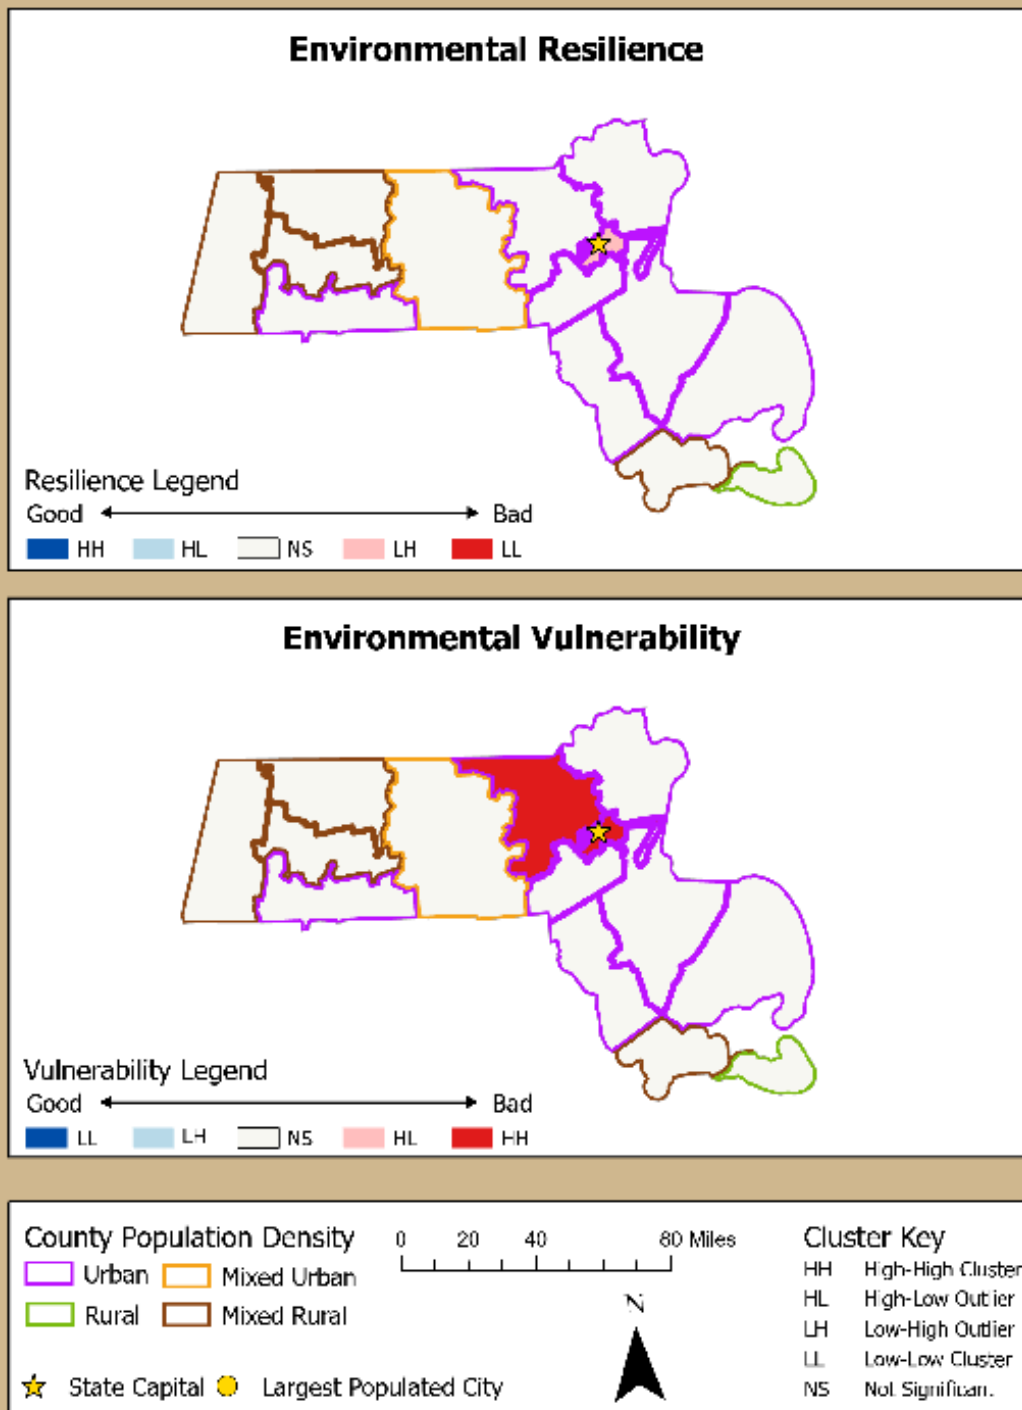 Environmental Resilience
Resilience Legend
Good Bad
HH HL NS LH LL
Environmental Vulnerability
Vulnerability Legend
Good Bad
LL LH NS HL HH
County Population Density
Urban Mixed Urban
Rural Mixed Rural
State Capital Largest Populated City
0 20 40 80 Miles
N
Cluster Key
HH High-High Cluster
HL High-Low Outlier
LH Low-High Outlier
LL Low-Low Cluster
NS Not Significan.